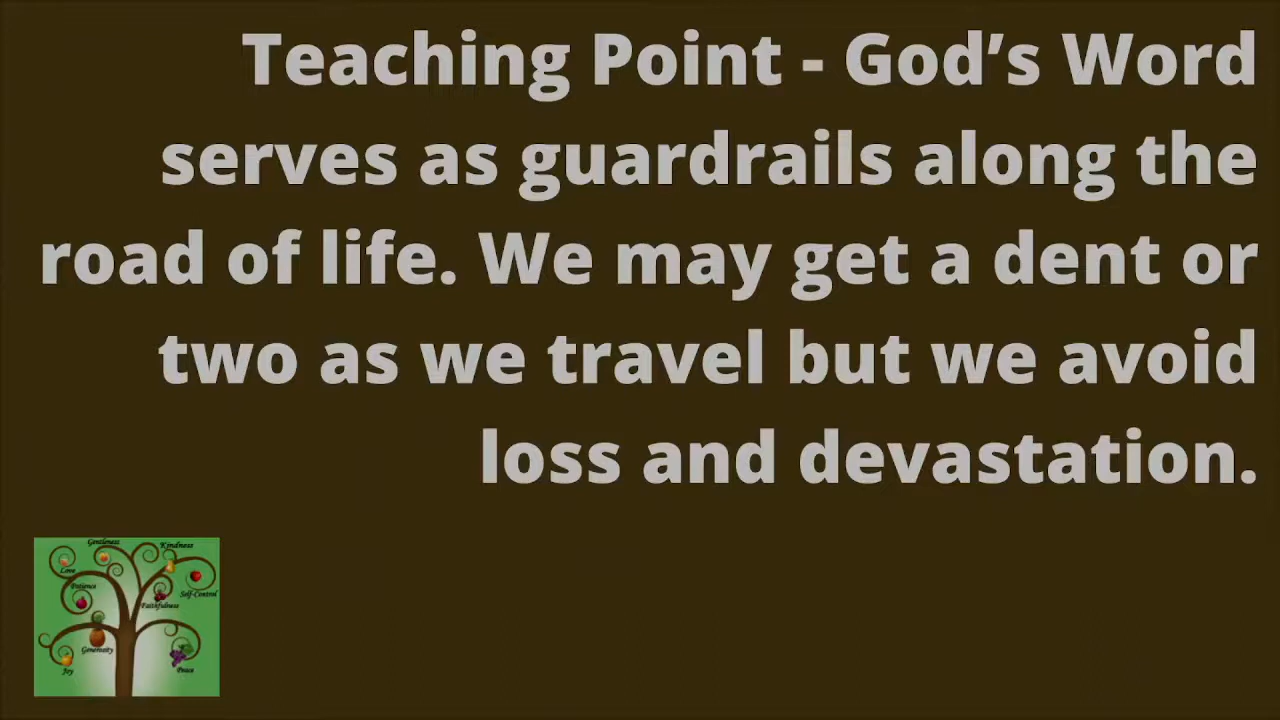 Teaching Point - God’s Word
serves as guardrails along the
road of life. We may get a dent or
two as we travel but we avoid
loss and devastation.
Gentleness
Kindness
Love
Patience
Self-Control
Faithfulness
Generosity
Joy
Peace